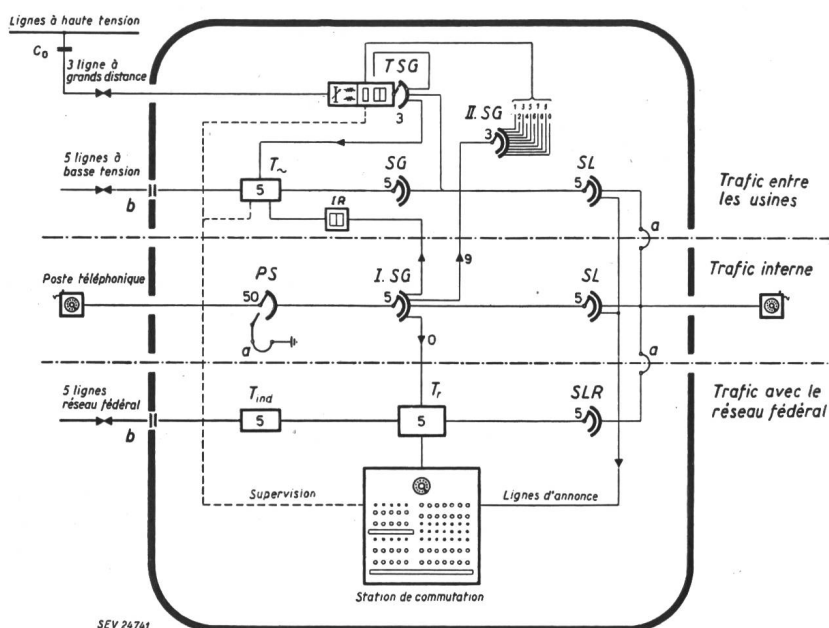 Lignes à haute tension
C₀
3 ligne à
grands distance
TSG
3
II. SG
3
1 3 5 7 9
2 4 6 8 0
5 lignes à
basse tension
b
T~
5
SG
5
SL
5
IR
a
Trafic entre
les usines
Poste téléphonique
PS
50
a
I. SG
5
9
SL
5
Trafic interne
0
a
5 lignes
réseau fédéral
b
Tind
5
Tr
5
SLR
5
Trafic avec le
réseau fédéral
Supervision
Lignes d'annonce
Station de commutation
SEV 24741